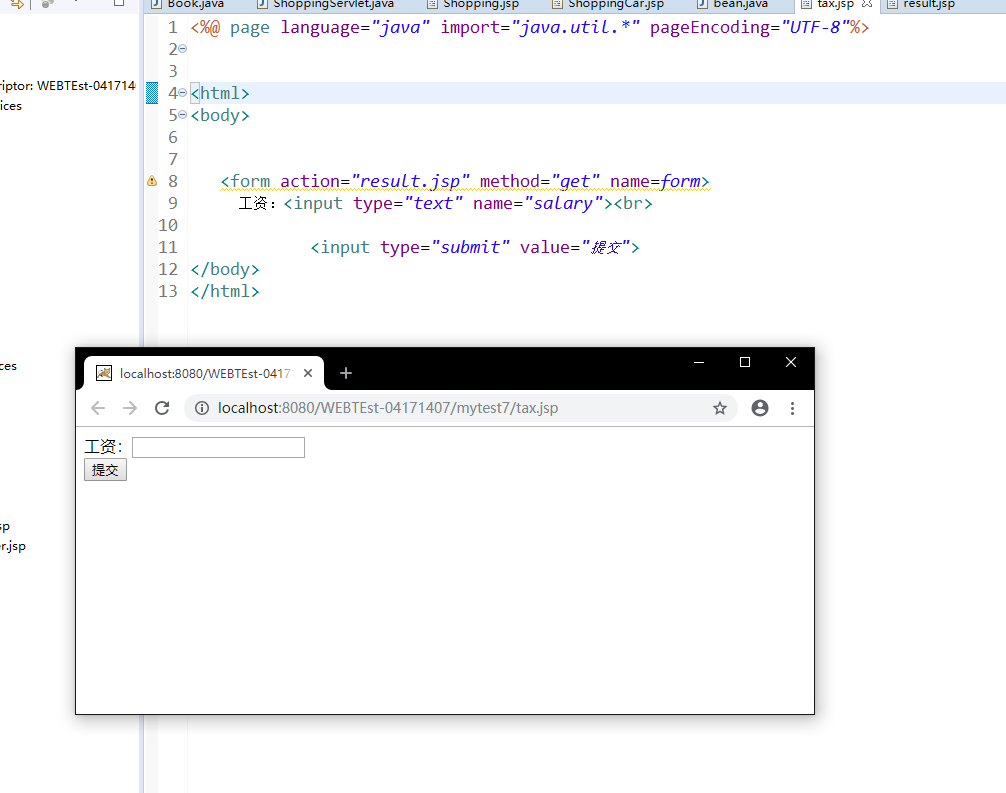 Book.java ShoppingServlet.java Shopping.jsp ShoppingCar.jsp bean.java tax.jsp result.jsp
riptor: WEBTEst-041714
ices
ces
sp
er.jsp
1 <%@ page language="java" import="java.util.*" pageEncoding="UTF-8"%>
2
3
4 <html>
5 <body>
6
7
8 <form action="result.jsp" method="get" name=form>
9 工资：<input type="text" name="salary"><br>
10
11 <input type="submit" value="提交">
12 </body>
13 </html>
localhost:8080/WEBTEst-0417
localhost:8080/WEBTEst-04171407/mytest7/tax.jsp
工资：
提交